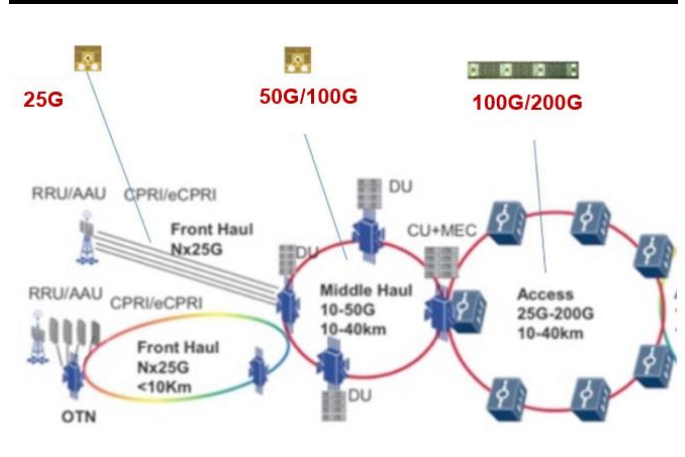 25G
50G/100G
100G/200G
RRU/AAU
CPRI/eCPRI
DU
Front Haul
Nx25G
CU+MEC
DU
RRU/AAU
CPRI/eCPRI
Middle Haul
10-50G
10-40km
Access
25G-200G
10-40km
Front Haul
Nx25G
<10Km
DU
OTN